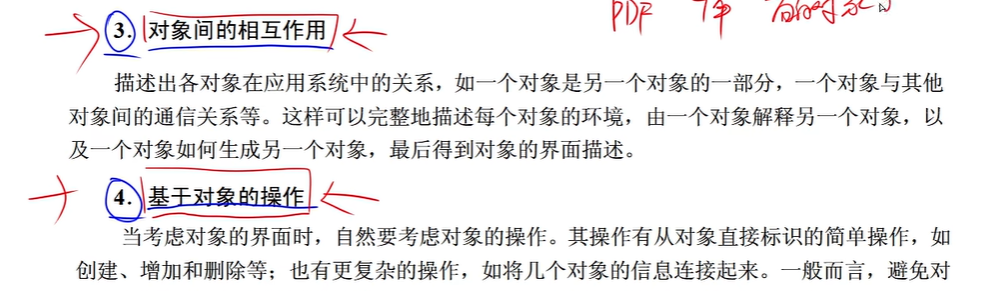 PDF
3. 对象间的相互作用
描述出各对象在应用系统中的关系，如一个对象是另一个对象的一部分，一个对象与其他
对象间的通信关系等。这样可以完整地描述每个对象的环境，由一个对象解释另一个对象，以
及一个对象如何生成另一个对象，最后得到对象的界面描述。
4. 基于对象的操作
当考虑对象的界面时，自然要考虑对象的操作。其操作有从对象直接标识的简单操作，如
创建、增加和删除等；也有更复杂的操作，如将几个对象的信息连接起来。一般而言，避免对